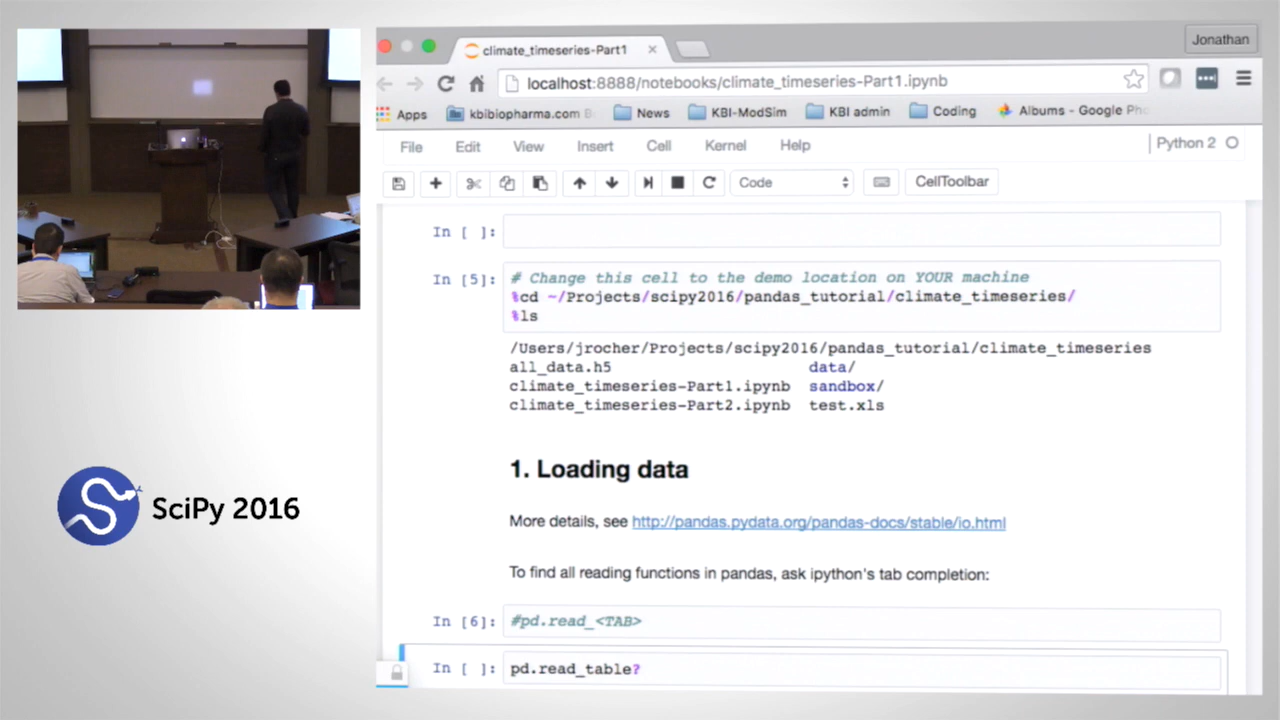 climate_timeseries-Part1
Jonathan
localhost:8888/notebooks/climate_timeseries-Part1.ipynb
Apps kbibiopharma.com News KBI-ModSim KBI admin Coding Albums - Google
File Edit View Insert Cell Kernel Help
Python 2
Code
CellToolbar
In [ ]:
In [5]: # Change this cell to the demo location on YOUR machine
%cd ~/Projects/scipy2016/pandas_tutorial/climate_timeseries/
%ls
/Users/jrocher/Projects/scipy2016/pandas_tutorial/climate_timeseries
all_data.h5 data/
climate_timeseries-Part1.ipynb sandbox/
climate_timeseries-Part2.ipynb test.xls
1. Loading data
More details, see http://pandas.pydata.org/pandas-docs/stable/io.html
To find all reading functions in pandas, ask ipython's tab completion:
In [6]: #pd.read_<TAB>
In [ ]: pd.read_table?
SciPy 2016